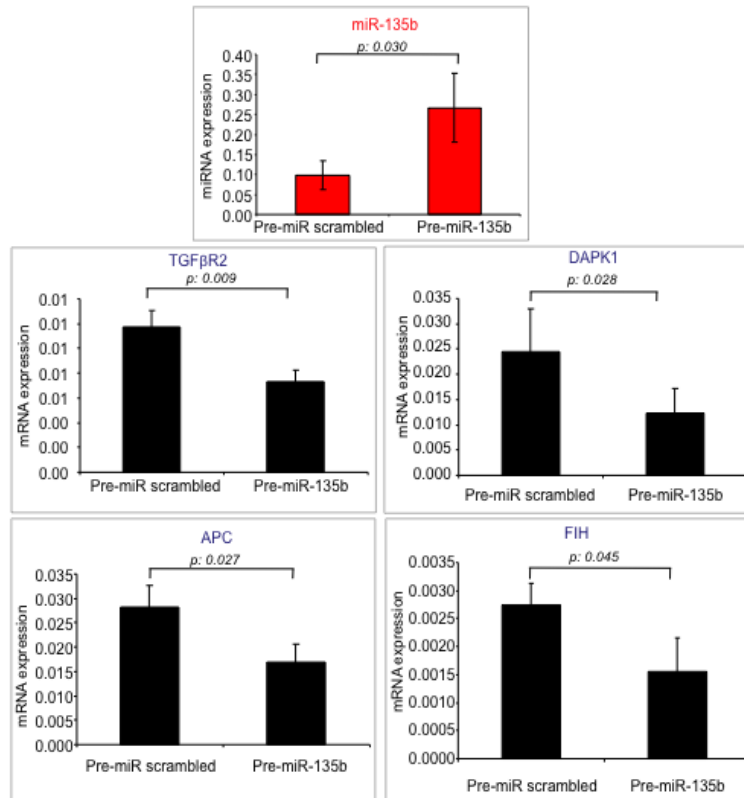 miR-135b
p: 0.030
miRNA expression
0.40
0.35
0.30
0.25
0.20
0.15
0.10
0.05
0.00
Pre-miR scrambled Pre-miR-135b
TGFβR2
p: 0.009
mRNA expression
0.01
0.01
0.01
0.01
0.01
0.00
0.00
0.00
Pre-miR scrambled Pre-miR-135b
DAPK1
p: 0.028
mRNA expression
0.035
0.030
0.025
0.020
0.015
0.010
0.005
0.000
Pre-miR scrambled Pre-miR-135b
APC
p: 0.027
mRNA expression
0.035
0.030
0.025
0.020
0.015
0.010
0.005
0.000
Pre-miR scrambled Pre-miR-135b
FIH
p: 0.045
mRNA expression
0.0035
0.0030
0.0025
0.0020
0.0015
0.0010
0.0005
0.0000
Pre-miR scrambled Pre-miR-135b